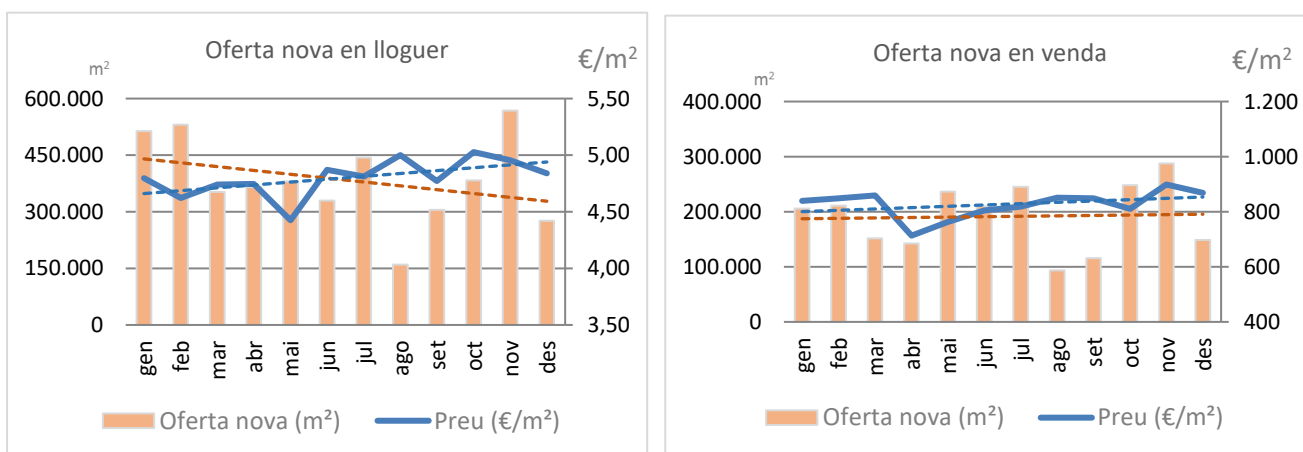 Oferta nova en lloguer
m²
€/m²
600.000
450.000
300.000
150.000
0
5,50
5,00
4,50
4,00
3,50
gen
feb
mar
abr
mai
jun
jul
ago
set
oct
nov
des
Oferta nova (m²)
Preu (€/m²)
Oferta nova en venda
m²
€/m²
400.000
300.000
200.000
100.000
0
1.200
1.000
800
600
400
gen
feb
mar
abr
mai
jun
jul
ago
set
oct
nov
des
Oferta nova (m²)
Preu (€/m²)